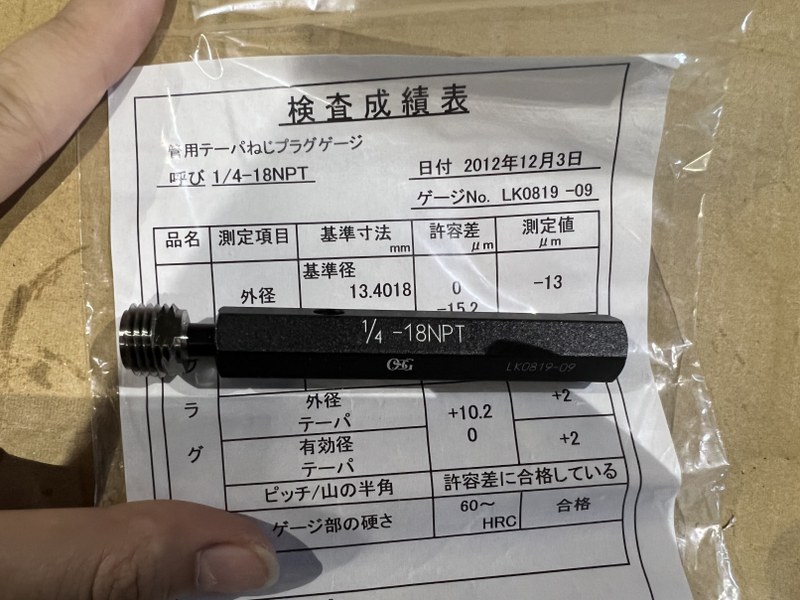 検査成績表
管用テーパねじプラグゲージ
呼び 1/4-18NPT
日付 2012年12月3日
ゲージNo. LK0819 -09
品名 測定項目 基準寸法 mm 許容差 μm 測定値 μm
外径 基準径 13.4018 0 -15.2 -13
1/4 -18NPT
OSG LK0819-09
ラグ
外径 テーパ +10.2 0 +2
有効径 テーパ +2
ピッチ/山の半角 許容差に合格している
ゲージ部の硬さ 60～ HRC 合格